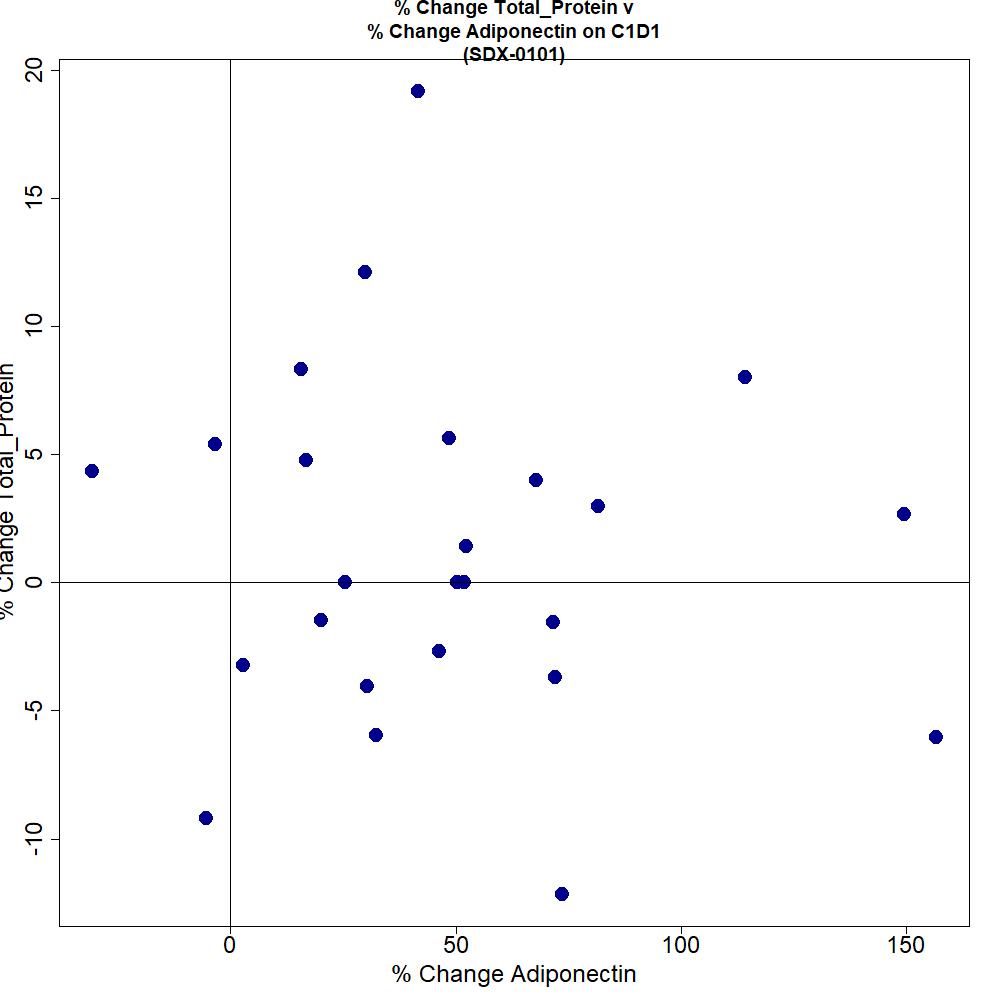 % Change Total_Protein v
% Change Adiponectin on C1D1
(SDX-0101)
20
15
10
5
0
-5
-10
% Change Total_Protein
0
50
100
150
% Change Adiponectin